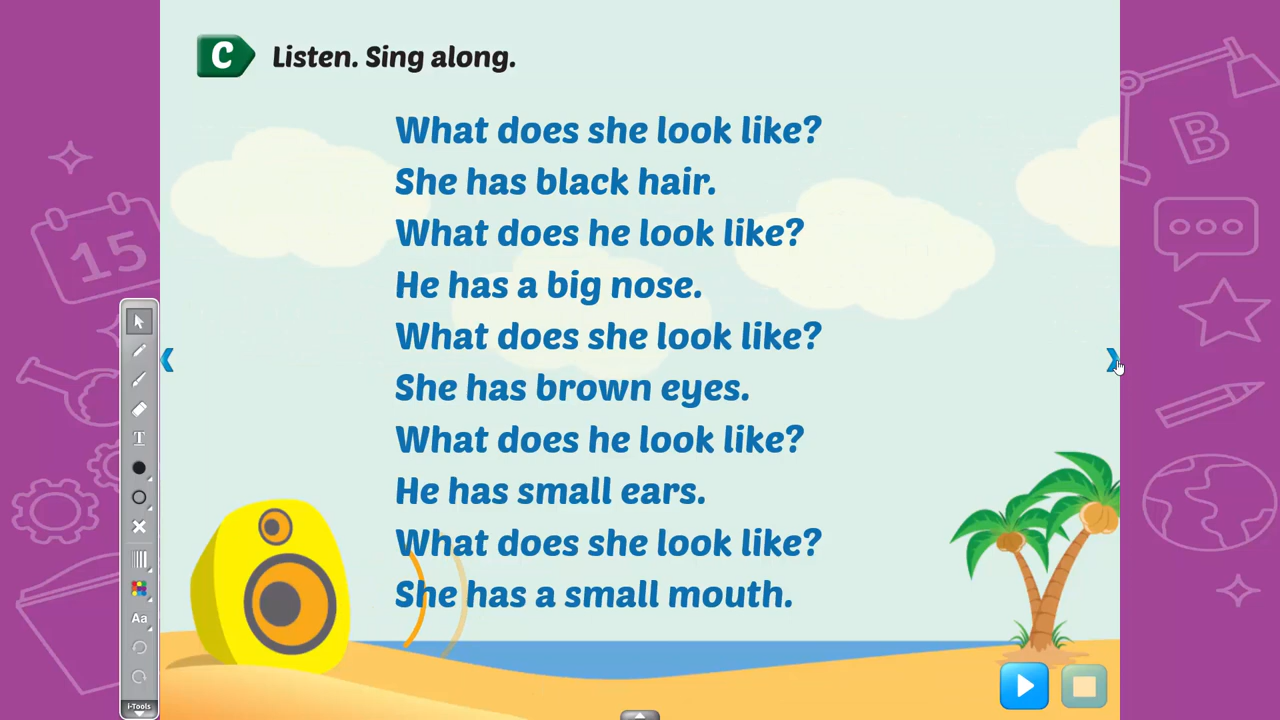 C Listen. Sing along.
What does she look like?
She has black hair.
What does he look like?
He has a big nose.
What does she look like?
She has brown eyes.
What does he look like?
He has small ears.
What does she look like?
She has a small mouth.
15
B
T
Aa
i-Tools